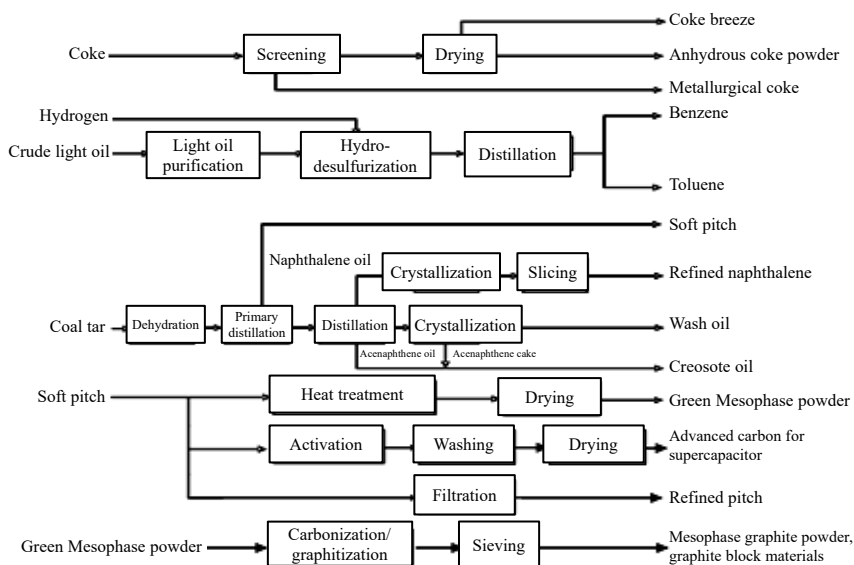 Coke breeze
Coke
Screening
Drying
Anhydrous coke powder
Metallurgical coke
Hydrogen
Benzene
Crude light oil
Light oil
purification
Hydro-
desulfurization
Distillation
Toluene
Soft pitch
Naphthalene oil
Crystallization
Slicing
Refined naphthalene
Coal tar
Dehydration
Primary
distillation
Distillation
Crystallization
Wash oil
Acenaphthene oil
Acenaphthene cake
Creosote oil
Soft pitch
Heat treatment
Drying
Green Mesophase powder
Activation
Washing
Drying
Advanced carbon for
supercapacitor
Filtration
Refined pitch
Green Mesophase powder
Carbonization/
graphitization
Sieving
Mesophase graphite powder,
graphite block materials